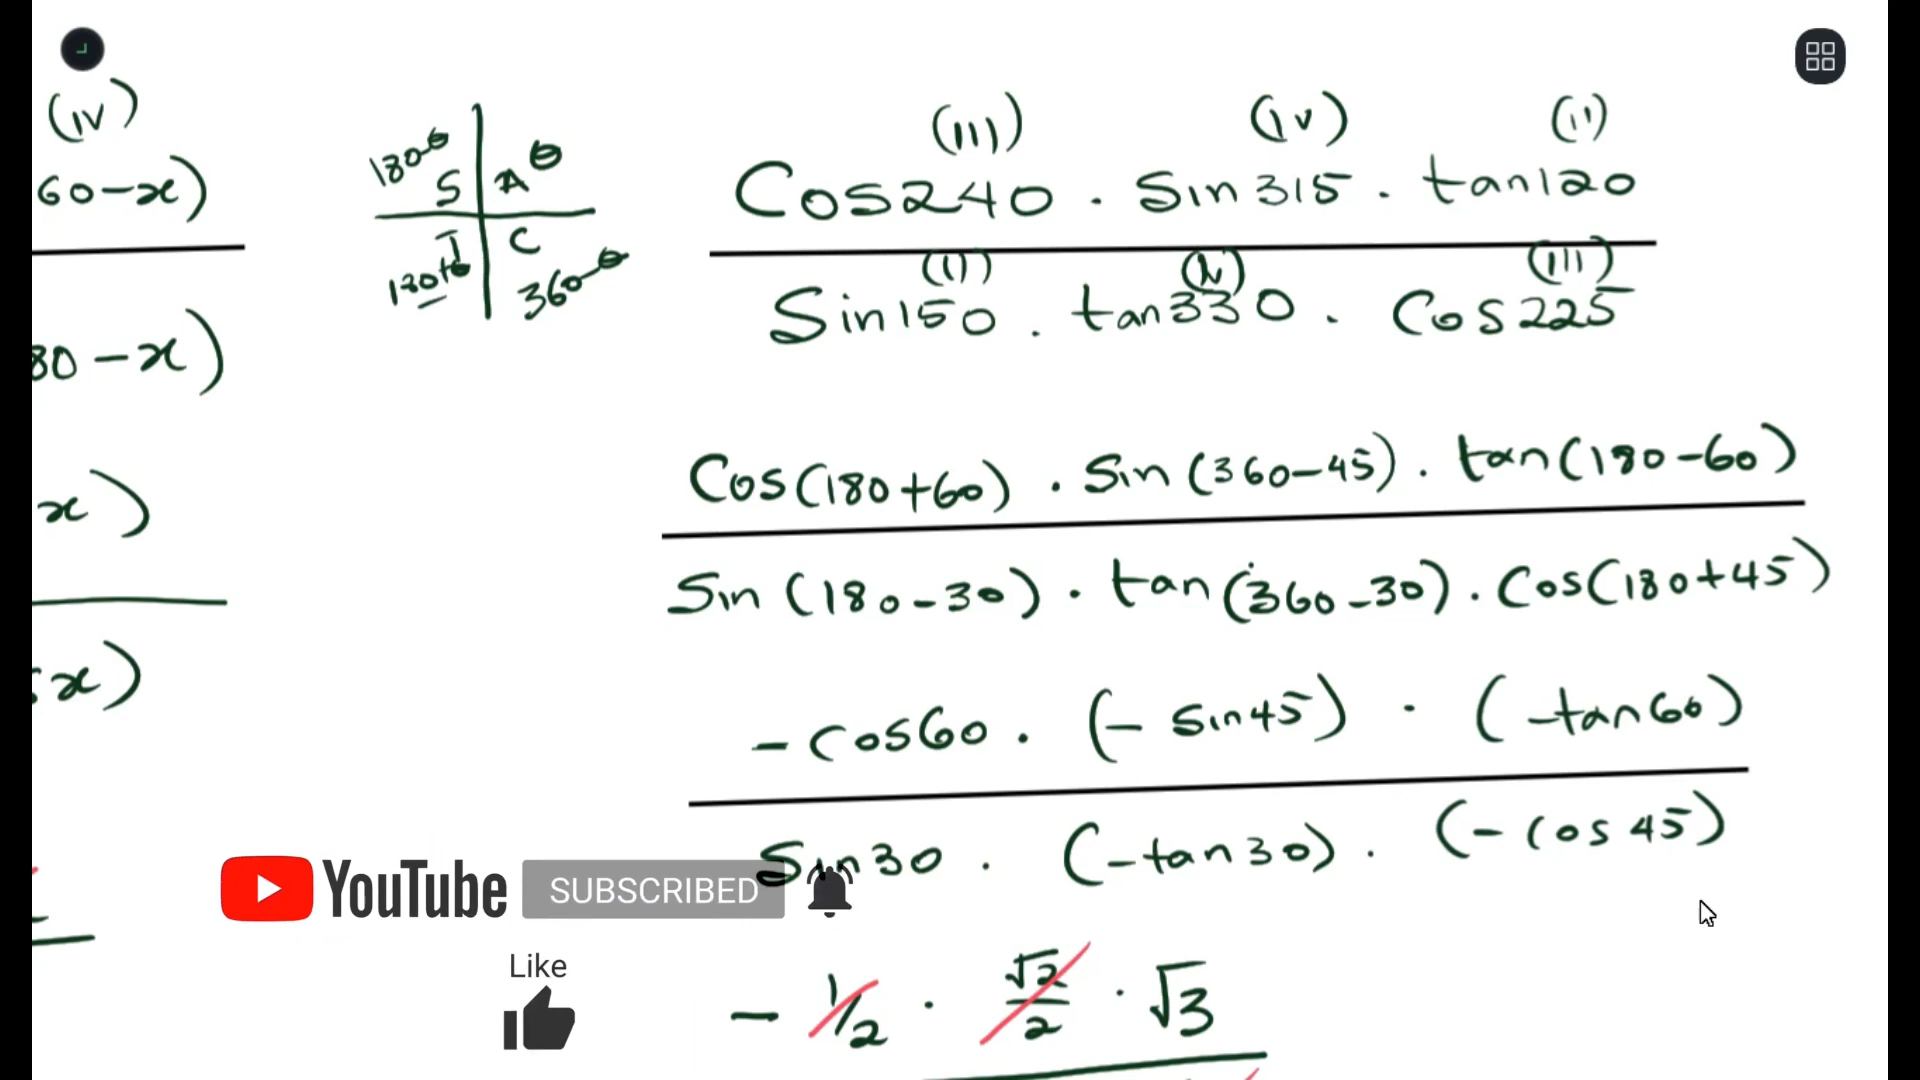 (iv)
60-x)
80-x)
x)
x)
180-θ
S A θ
T C
180+θ
360-θ
(iii) (iv) (ii)
Cos240 . Sin315 . tan120
(ii) (iv) (iii)
Sin150 . tan330 . Cos225
Cos(180+60) . Sin(360-45) . tan(180-60)
Sin(180-30) . tan(360-30) . Cos(180+45)
-cos60 . (-sin45) . (-tan60)
Sin30 . (-tan30) . (-cos45)
YouTube SUBSCRIBED
Like
- 1/2 . √2/2 . √3